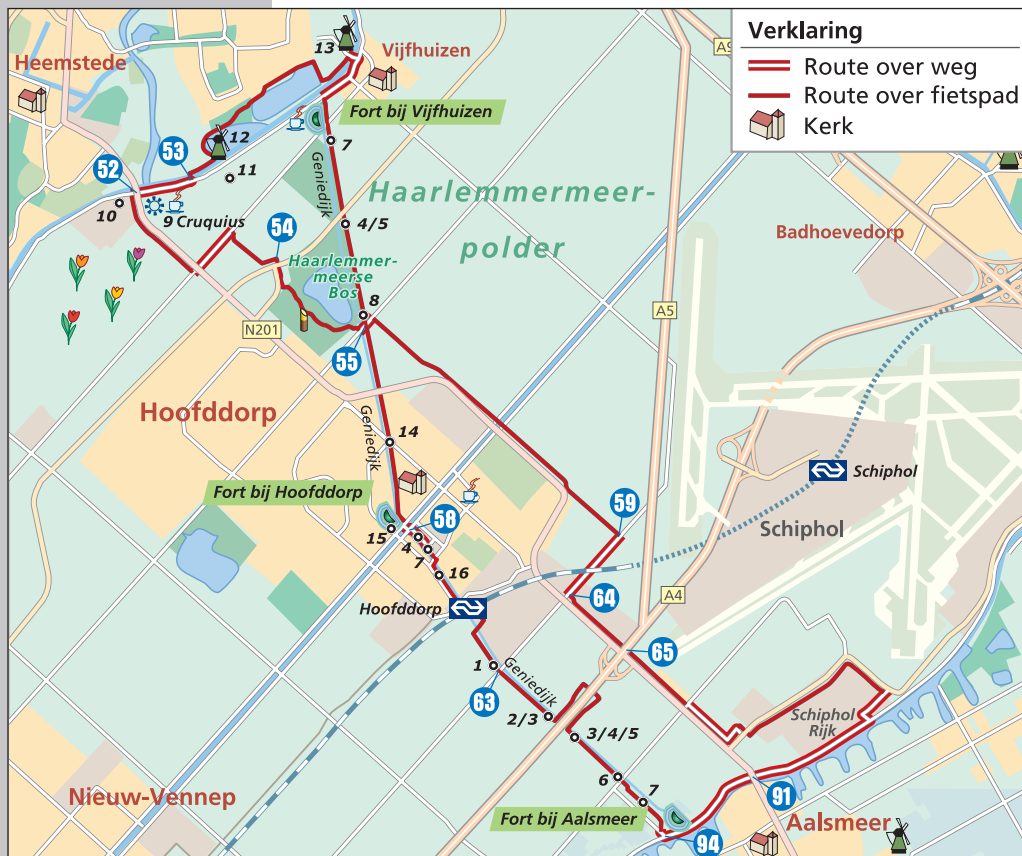 Verklaring
Route over weg
Route over fietspad
Kerk
13
Vijfhuizen
A9
Heemstede
Fort bij Vijfhuizen
12
53
52
11
7
Geniedijk
Haarlemmermeer-
polder
10
9 Cruquius
54
4/5
Badhoevedorp
Haarlemmer-
meerse
Bos
8
N201
55
A5
Hoofddorp
Geniedijk
14
Schiphol
Fort bij Hoofddorp
58
59
15
4
7
16
Schiphol
Hoofddorp
64
A4
65
1
Geniedijk
63
2/3
Schiphol
Rijk
3/4/5
6
7
91
Nieuw-Vennep
Fort bij Aalsmeer
94
Aalsmeer